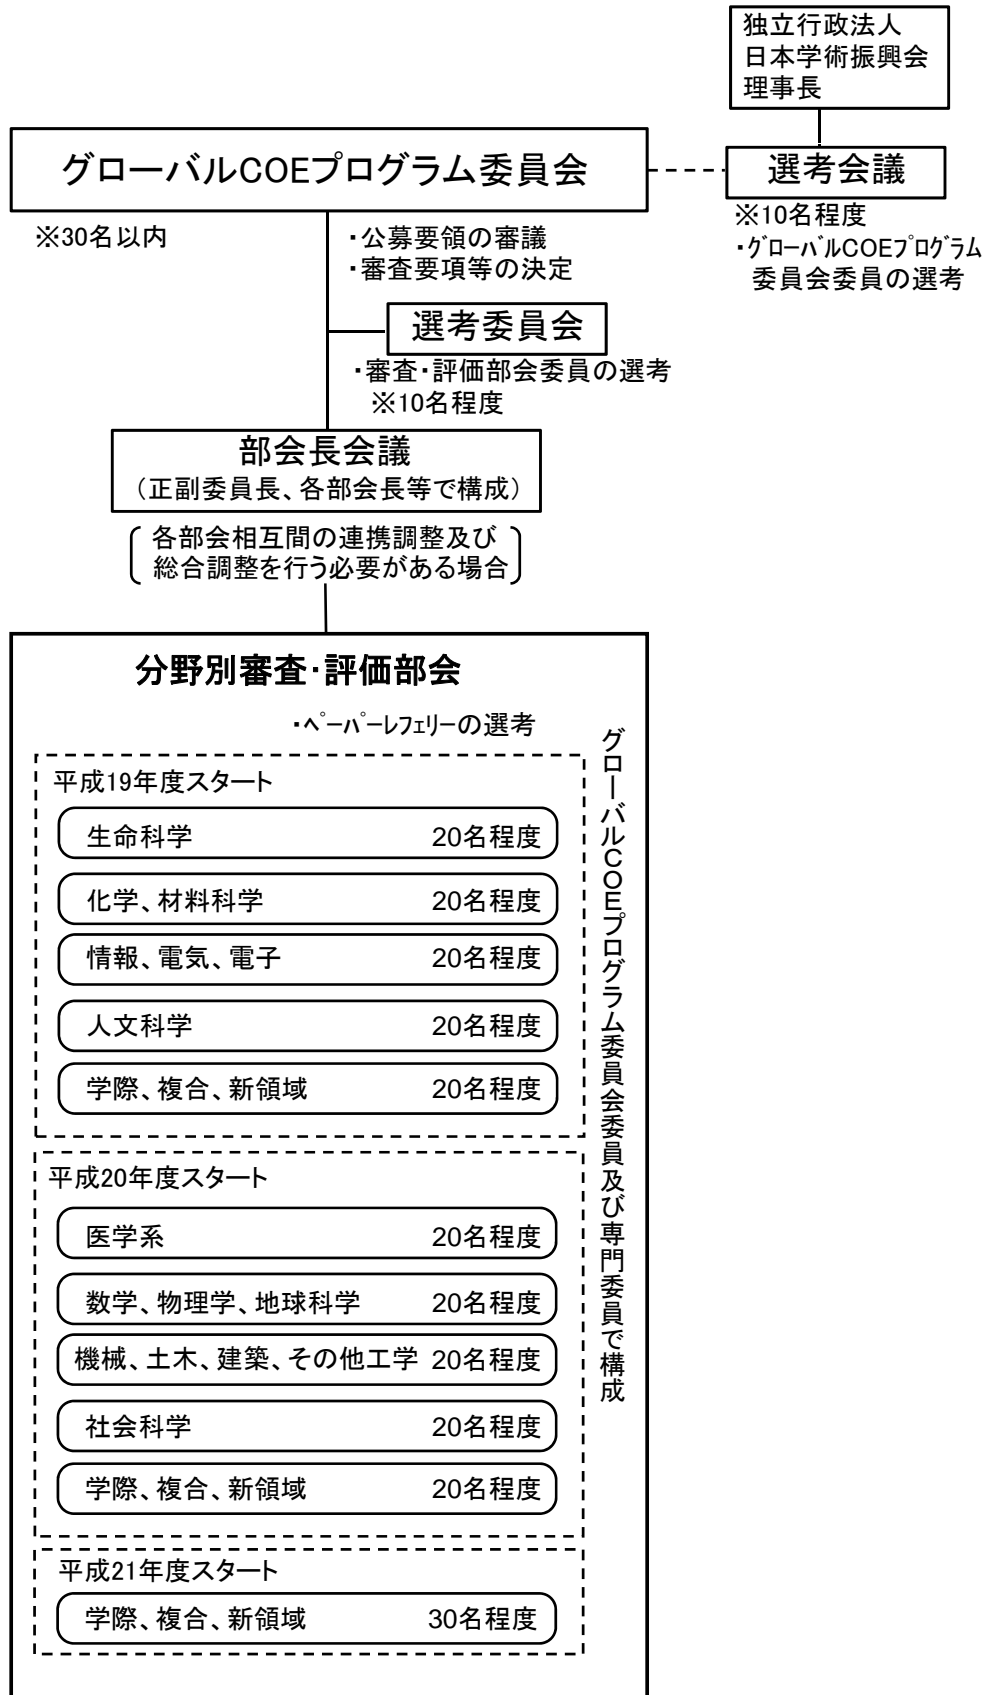 独立行政法人
日本学術振興会
理事長
グローバルCOEプログラム委員会
選考会議
※30名以内
・公募要領の審議
・審査要項等の決定
※10名程度
・グローバルCOEプログラム
委員会委員の選考
選考委員会
・審査・評価部会委員の選考
※10名程度
部会長会議
（正副委員長、各部会長等で構成）
各部会相互間の連携調整及び
総合調整を行う必要がある場合
分野別審査・評価部会
・ペーパーレフェリーの選考
グローバルCOEプログラム委員会委員及び専門委員で構成
平成19年度スタート
生命科学 20名程度
化学、材料科学 20名程度
情報、電気、電子 20名程度
人文科学 20名程度
学際、複合、新領域 20名程度
平成20年度スタート
医学系 20名程度
数学、物理学、地球科学 20名程度
機械、土木、建築、その他工学 20名程度
社会科学 20名程度
学際、複合、新領域 20名程度
平成21年度スタート
学際、複合、新領域 30名程度